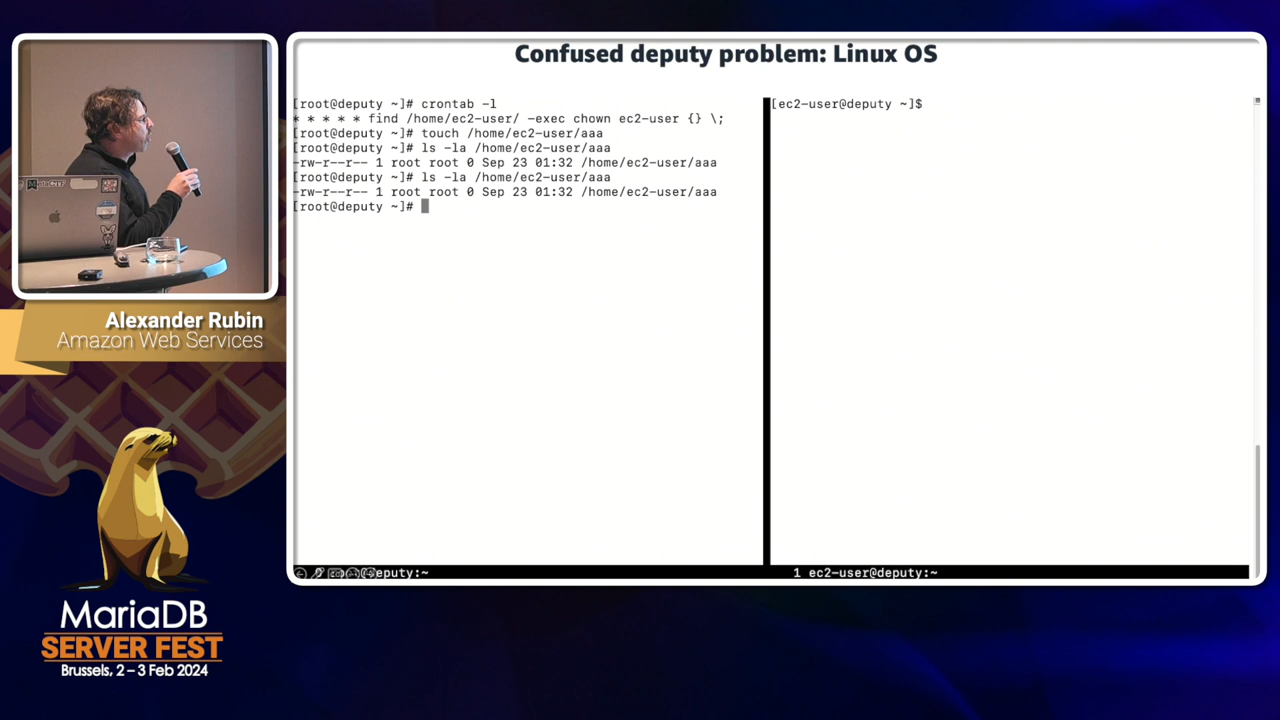 Confused deputy problem: Linux OS
[root@deputy ~]# crontab -l
* * * * * find /home/ec2-user/ -exec chown ec2-user {} \;
[root@deputy ~]# touch /home/ec2-user/aaa
[root@deputy ~]# ls -la /home/ec2-user/aaa
-rw-r--r-- 1 root root 0 Sep 23 01:32 /home/ec2-user/aaa
[root@deputy ~]# ls -la /home/ec2-user/aaa
-rw-r--r-- 1 root root 0 Sep 23 01:32 /home/ec2-user/aaa
[root@deputy ~]#
[ec2-user@deputy ~]$
0 root@deputy:~
1 ec2-user@deputy:~
Alexander Rubin
Amazon Web Services
MariaDB
SERVER FEST
Brussels, 2 – 3 Feb 2024